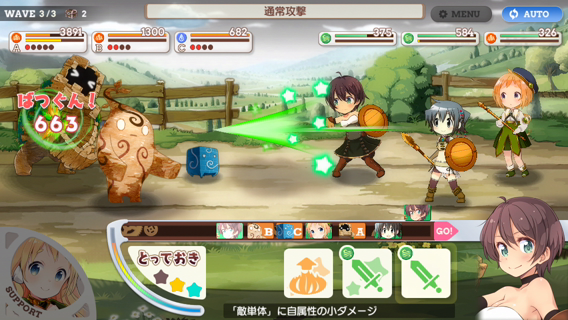 WAVE 3/3 2
通常攻撃
MENU
AUTO
A 3891
B 1300
C 682
375
584
326
ばつぐん!
663
B C A GO!
とっておき
SUPPORT
「敵単体」に自属性の小ダメージ